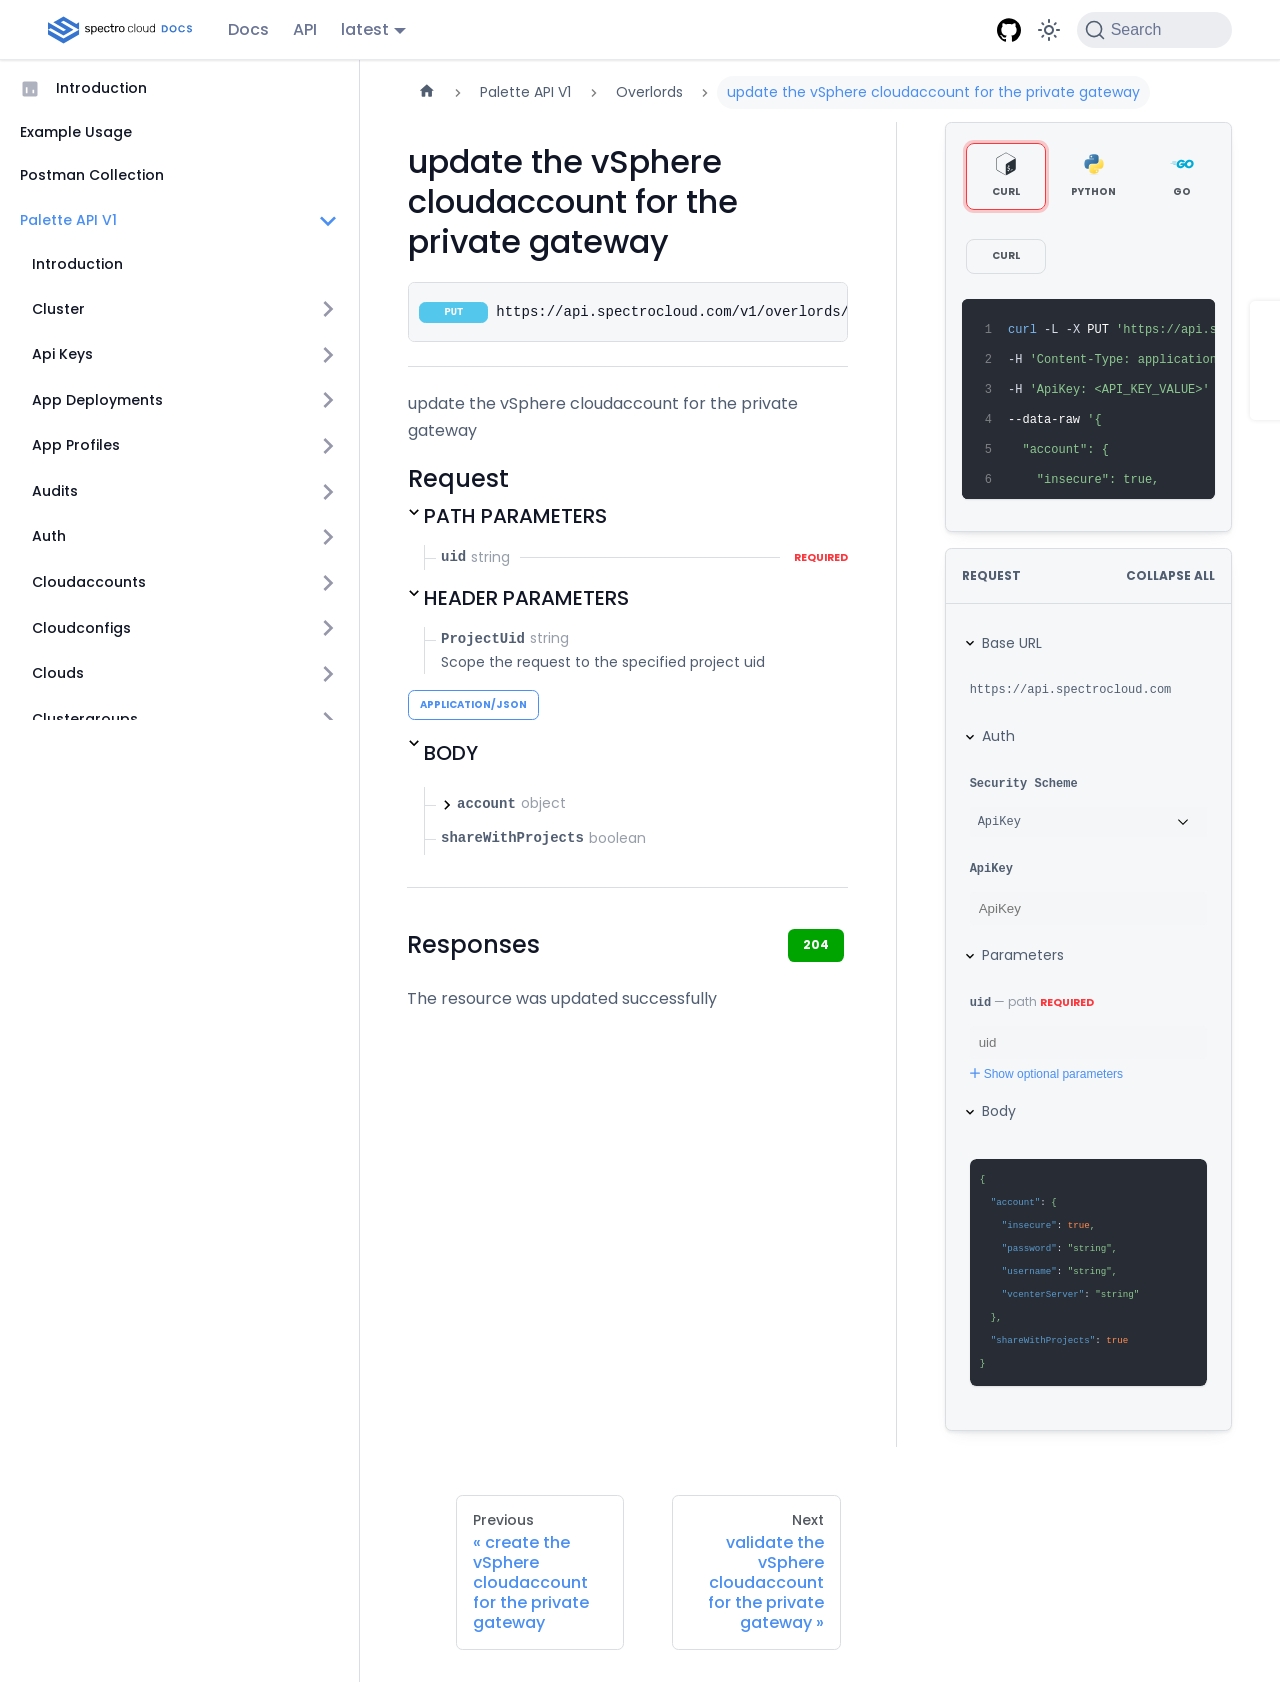 spectro cloud DOCS
Docs
API
latest
Search
Introduction
Example Usage
Postman Collection
Palette API V1
Introduction
Cluster
Api Keys
App Deployments
App Profiles
Audits
Auth
Cloudaccounts
Cloudconfigs
Clouds
Clustergroups
Palette API V1
Overlords
update the vSphere cloudaccount for the private gateway
update the vSphere
cloudaccount for the
private gateway
PUT https://api.spectrocloud.com/v1/overlords/
update the vSphere cloudaccount for the private
gateway
Request
PATH PARAMETERS
uid string REQUIRED
HEADER PARAMETERS
ProjectUid string
Scope the request to the specified project uid
APPLICATION/JSON
BODY
account object
shareWithProjects boolean
Responses
204
The resource was updated successfully
CURL
PYTHON
GO
CURL
1 curl -L -X PUT 'https://api.s
2 -H 'Content-Type: application
3 -H 'ApiKey: <API_KEY_VALUE>'
4 --data-raw '{
5 "account": {
6 "insecure": true,
REQUEST
COLLAPSE ALL
Base URL
https://api.spectrocloud.com
Auth
Security Scheme
ApiKey
ApiKey
ApiKey
Parameters
uid — path REQUIRED
uid
Show optional parameters
Body
{
"account": {
"insecure": true,
"password": "string",
"username": "string",
"vcenterServer": "string"
},
"shareWithProjects": true
}
Previous
« create the
vSphere
cloudaccount
for the private
gateway
Next
validate the
vSphere
cloudaccount
for the private
gateway »